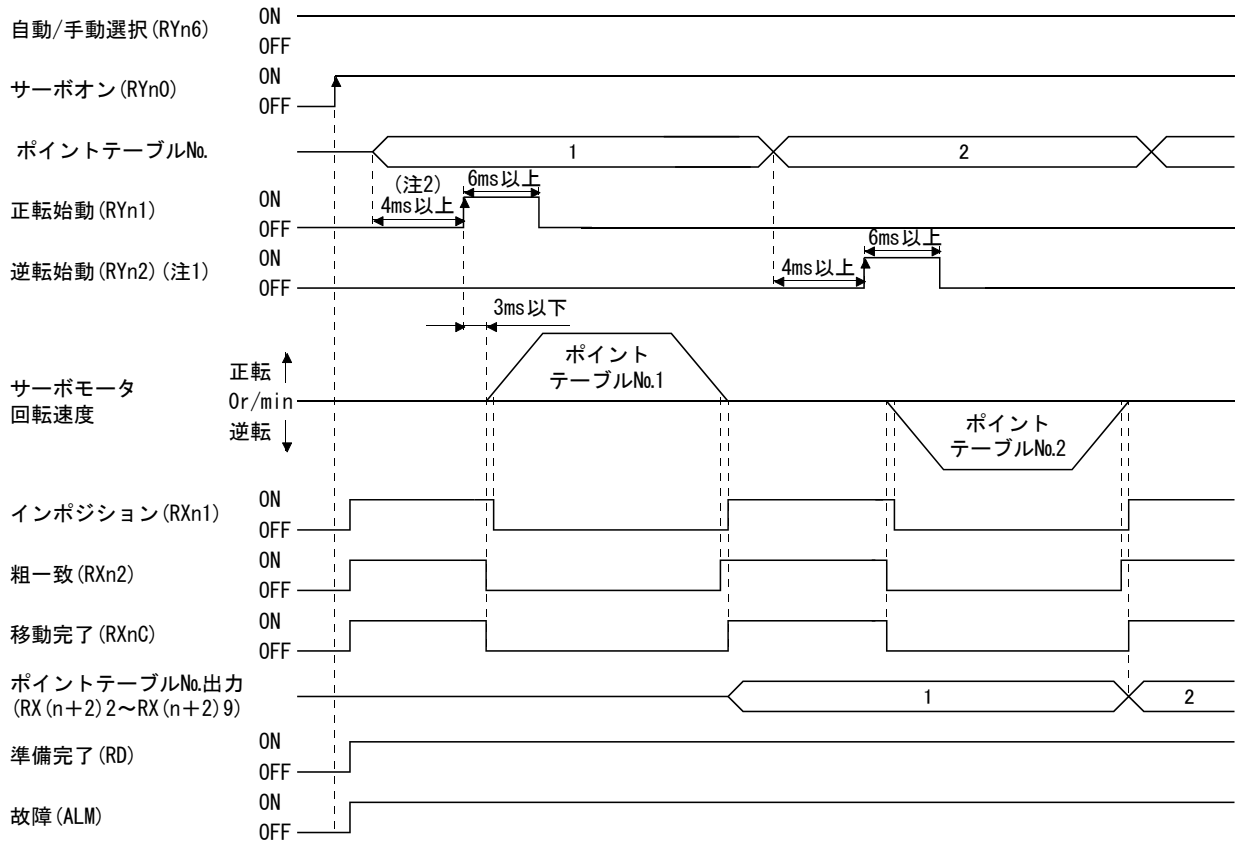 自動/手動選択(RYn6)
ON
OFF
サーボオン(RYn0)
ON
OFF
ポイントテーブル№
1
2
正転始動(RYn1)
ON
OFF
(注2)
4ms以上
6ms以上
逆転始動(RYn2)(注1)
ON
OFF
4ms以上
6ms以上
3ms以下
サーボモータ
回転速度
正転
0r/min
逆転
ポイント
テーブル№1
ポイント
テーブル№2
インポジション(RXn1)
ON
OFF
粗一致(RXn2)
ON
OFF
移動完了(RXnC)
ON
OFF
ポイントテーブル№出力
(RX(n+2)2~RX(n+2)9)
1
2
準備完了(RD)
ON
OFF
故障(ALM)
ON
OFF